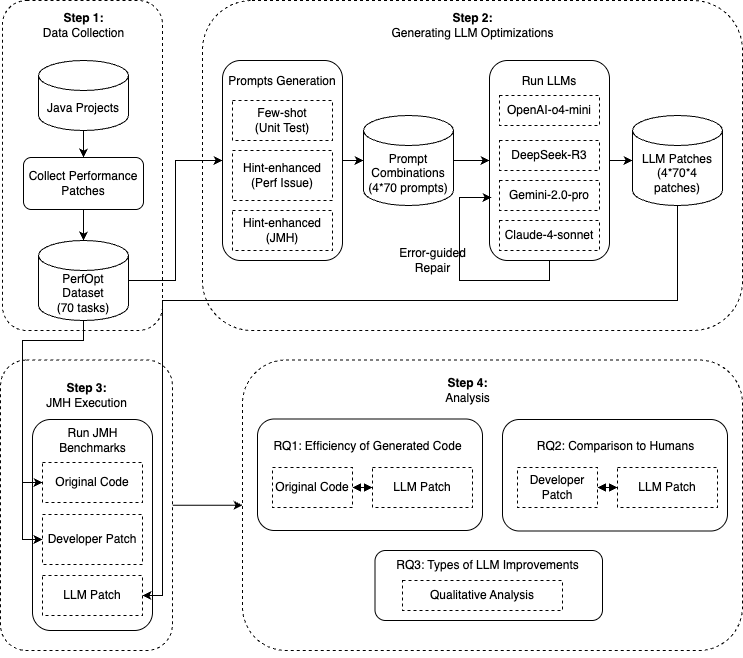 Step 1:
Data Collection
Java Projects
Collect Performance
Patches
PerfOpt
Dataset
(70 tasks)
Step 2:
Generating LLM Optimizations
Prompts Generation
Few-shot
(Unit Test)
Hint-enhanced
(Perf Issue)
Hint-enhanced
(JMH)
Prompt
Combinations
(4*70 prompts)
Run LLMs
OpenAI-o4-mini
DeepSeek-R3
Gemini-2.0-pro
Claude-4-sonnet
Error-guided
Repair
LLM Patches
(4*70*4
patches)
Step 3:
JMH Execution
Run JMH
Benchmarks
Original Code
Developer Patch
LLM Patch
Step 4:
Analysis
RQ1: Efficiency of Generated Code
Original Code
LLM Patch
RQ2: Comparison to Humans
Developer
Patch
LLM Patch
RQ3: Types of LLM Improvements
Qualitative Analysis